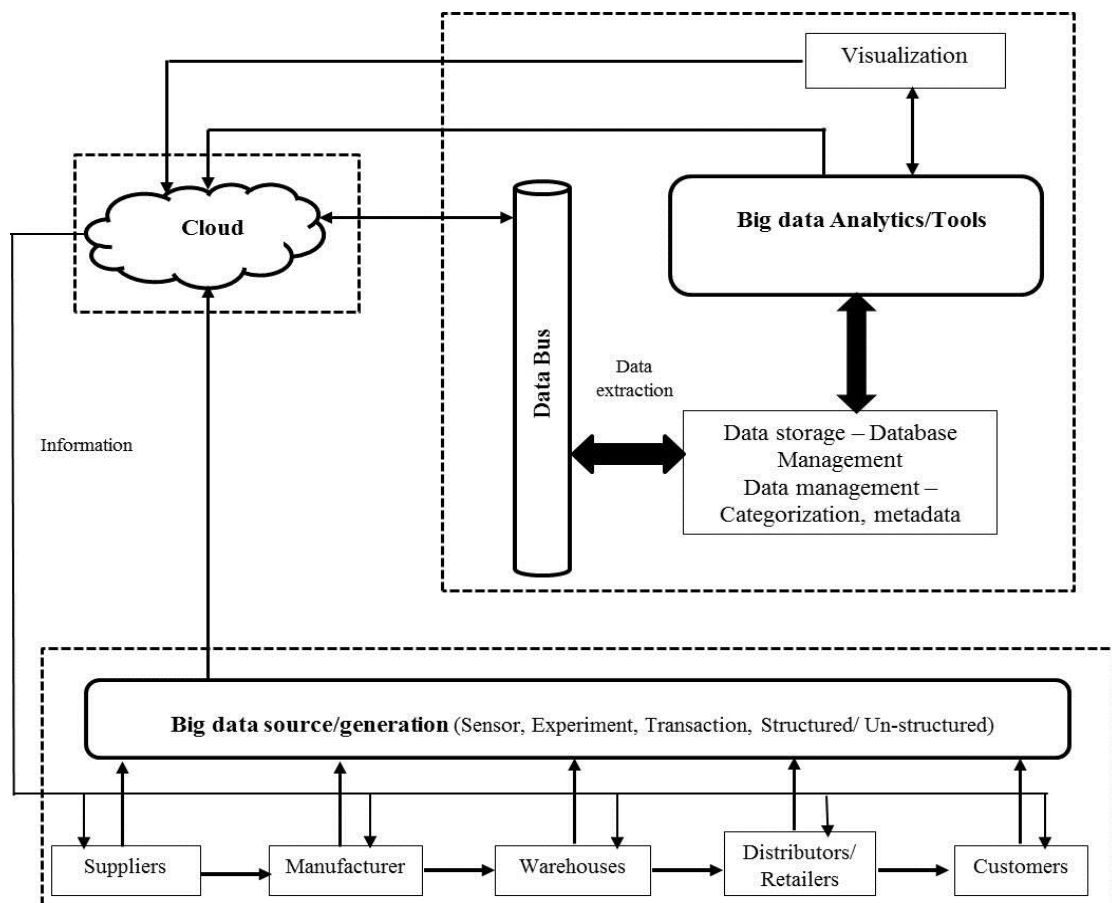 Visualization
Cloud
Big data Analytics/Tools
Data Bus
Data
extraction
Data storage – Database
Management
Data management –
Categorization, metadata
Information
Big data source/generation (Sensor, Experiment, Transaction, Structured/ Un-structured)
Suppliers
Manufacturer
Warehouses
Distributors/
Retailers
Customers